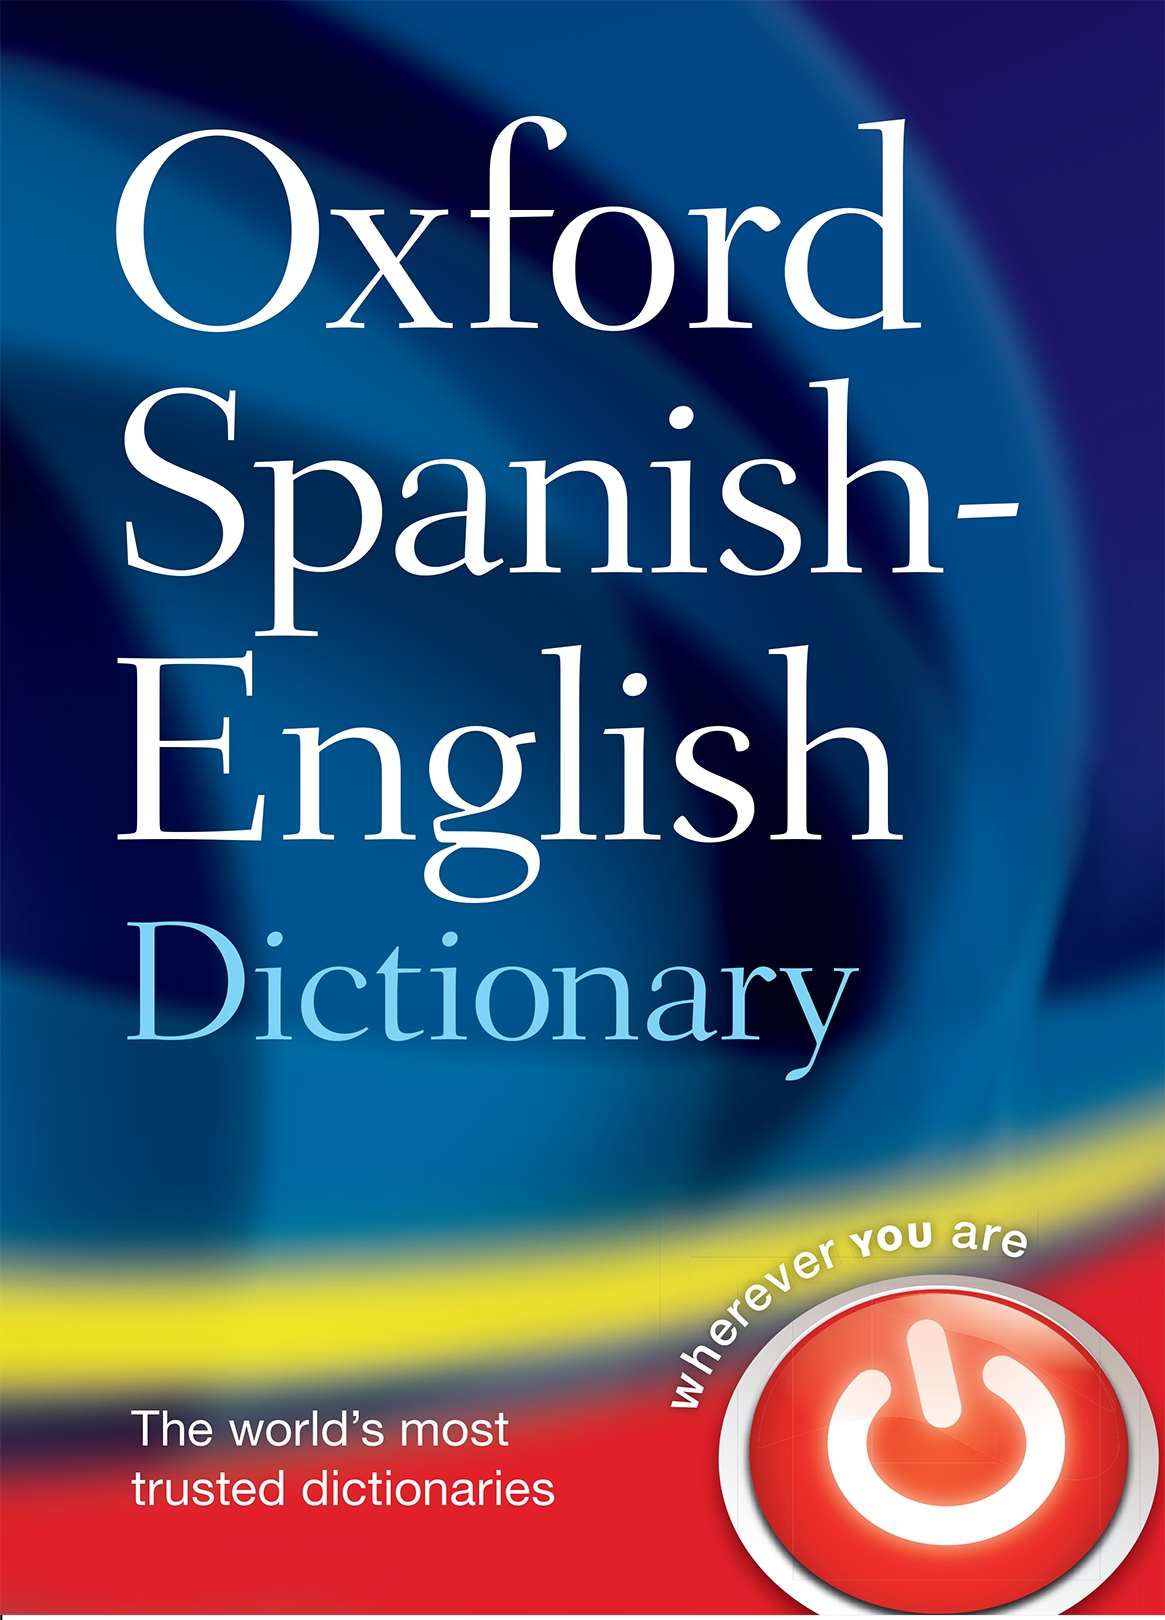 Oxford
Spanish-
English
Dictionary
wherever YOU are
The world's most
trusted dictionaries